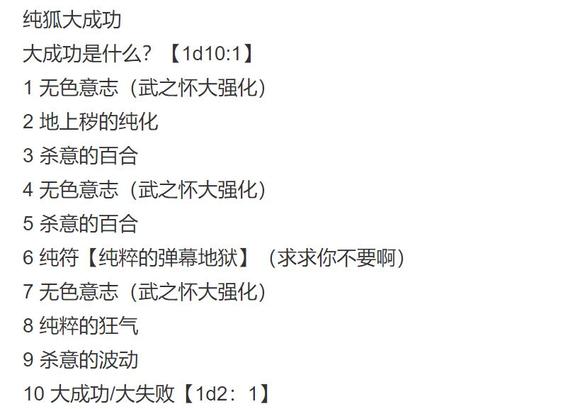 纯狐大成功
大成功是什么？【1d10:1】
1 无色意志（武之怀大强化）
2 地上秽的纯化
3 杀意的百合
4 无色意志（武之怀大强化）
5 杀意的百合
6 纯符【纯粹的弹幕地狱】（求求你不要啊）
7 无色意志（武之怀大强化）
8 纯粹的狂气
9 杀意的波动
10 大成功/大失败【1d2：1】